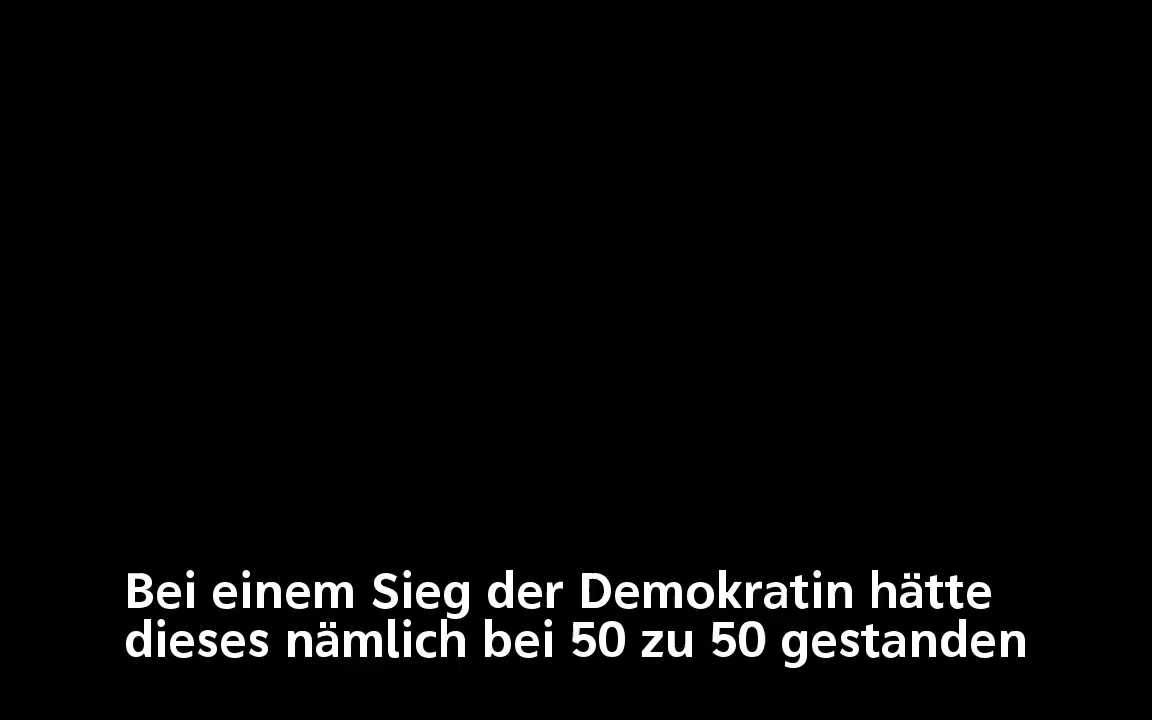 Bei einem Sieg der Demokratin hätte
dieses nämlich bei 50 zu 50 gestanden